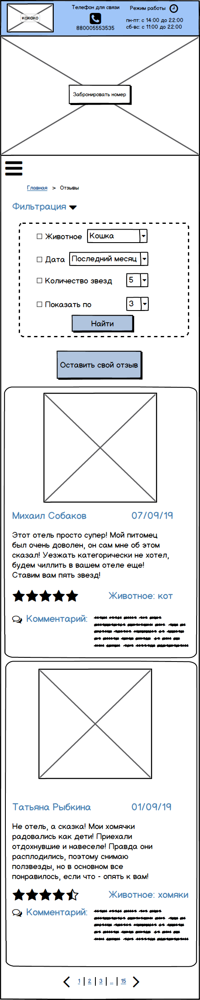 кококо
Телефон для связи
880005553535
Режим работы
пн-пт: с 14:00 до 22:00
сб-вс: с 11:00 до 22:00
Забронировать номер
Главная > Отзывы
Фильтрация
Животное Кошка
Дата Последний месяц
Количество звезд 5
Показать по 3
Найти
Оставить свой отзыв
Михаил Собаков 07/09/19
Этот отель просто супер! Мой питомец
был очень доволен, он сам мне об этом
сказал! Уезжать категорически не хотел,
будем чиллить в вашем отеле еще!
Ставим вам пять звезд!
Животное: кот
Комментарий:
Татьяна Рыбкина 01/09/19
Не отель, а сказка! Мои хомячки
радовались как дети! Приехали
отдохнувшие и навеселе! Правда они
расплодились, поэтому снимаю
ползвезды, но в основном все
понравилось, если что - опять к вам!
Животное: хомяки
Комментарий:
1 | 2 | 3 | ... | 15